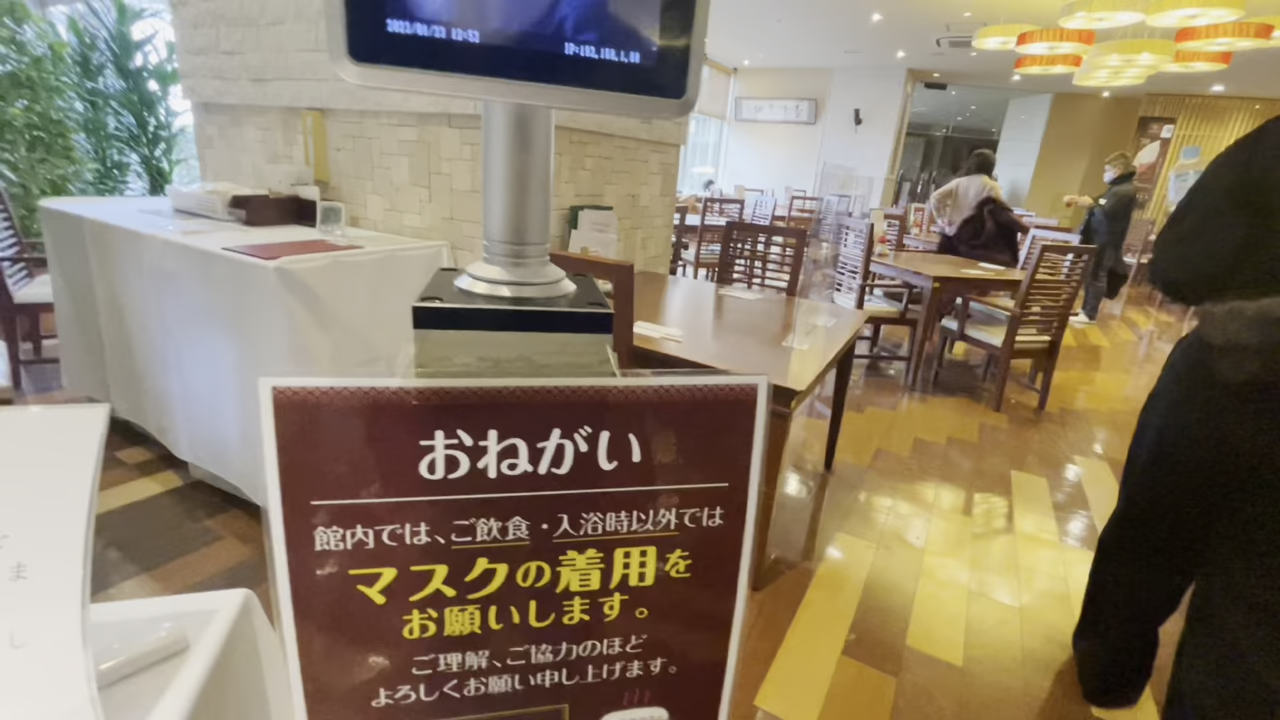 おねがい
館内では、ご飲食・入浴時以外では
マスクの着用を
お願いします。
ご理解、ご協力のほど
よろしくお願い申し上げます。